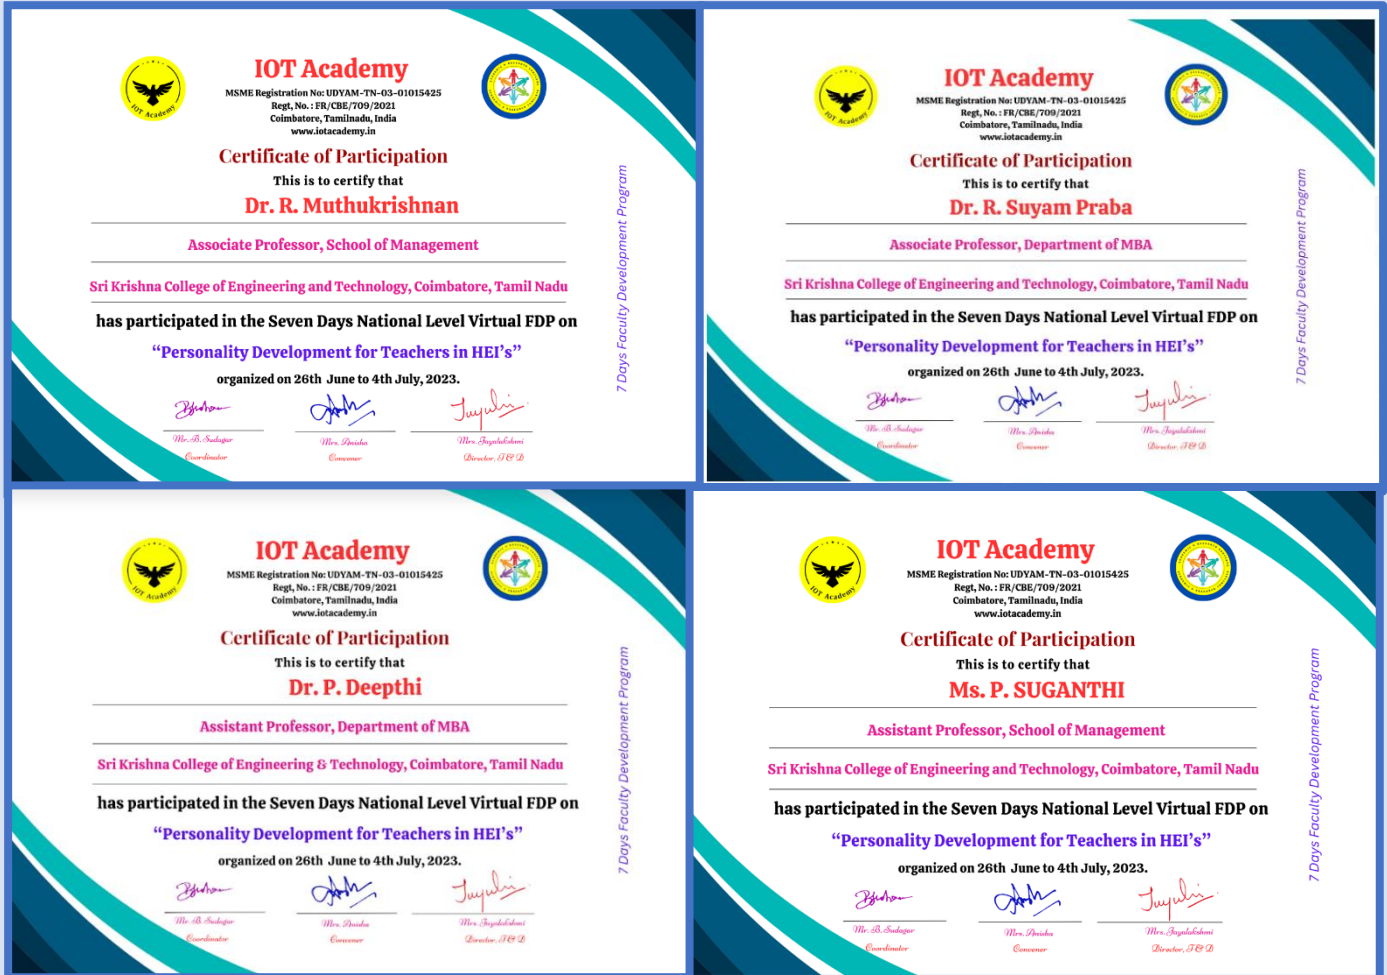 IOT Academy
MSME Registration No: UDYAM-TN-03-01015425
Regt, No. : FR/CBE/709/2021
Coimbatore, Tamilnadu, India
www.iotacademy.in
IOT Academy
Certificate of Participation
This is to certify that
Dr. R. Muthukrishnan
Associate Professor, School of Management
Sri Krishna College of Engineering and Technology, Coimbatore, Tamil Nadu
has participated in the Seven Days National Level Virtual FDP on
“Personality Development for Teachers in HEI’s”
organized on 26th June to 4th July, 2023.
Mr. B. Sudagar
Mrs. Anisha
Mrs. Jayalakshmi
Coordinator
Convener
Director, T & D
7 Days Faculty Development Program
IOT Academy
MSME Registration No: UDYAM-TN-03-01015425
Regt, No. : FR/CBE/709/2021
Coimbatore, Tamilnadu, India
www.iotacademy.in
IOT Academy
Certificate of Participation
This is to certify that
Dr. R. Suyam Praba
Associate Professor, Department of MBA
Sri Krishna College of Engineering and Technology, Coimbatore, Tamil Nadu
has participated in the Seven Days National Level Virtual FDP on
“Personality Development for Teachers in HEI’s”
organized on 26th June to 4th July, 2023.
Mr. B. Sudagar
Mrs. Anisha
Mrs. Jayalakshmi
Coordinator
Convener
Director, T & D
7 Days Faculty Development Program
IOT Academy
MSME Registration No: UDYAM-TN-03-01015425
Regt, No. : FR/CBE/709/2021
Coimbatore, Tamilnadu, India
www.iotacademy.in
IOT Academy
Certificate of Participation
This is to certify that
Dr. P. Deepthi
Assistant Professor, Department of MBA
Sri Krishna College of Engineering & Technology, Coimbatore, Tamil Nadu
has participated in the Seven Days National Level Virtual FDP on
“Personality Development for Teachers in HEI’s”
organized on 26th June to 4th July, 2023.
Mr. B. Sudagar
Mrs. Anisha
Mrs. Jayalakshmi
Coordinator
Convener
Director, T & D
7 Days Faculty Development Program
IOT Academy
MSME Registration No: UDYAM-TN-03-01015425
Regt, No. : FR/CBE/709/2021
Coimbatore, Tamilnadu, India
www.iotacademy.in
IOT Academy
Certificate of Participation
This is to certify that
Ms. P. SUGANTHI
Assistant Professor, School of Management
Sri Krishna College of Engineering and Technology, Coimbatore, Tamil Nadu
has participated in the Seven Days National Level Virtual FDP on
“Personality Development for Teachers in HEI’s”
organized on 26th June to 4th July, 2023.
Mr. B. Sudagar
Mrs. Anisha
Mrs. Jayalakshmi
Coordinator
Convener
Director, T & D
7 Days Faculty Development Program